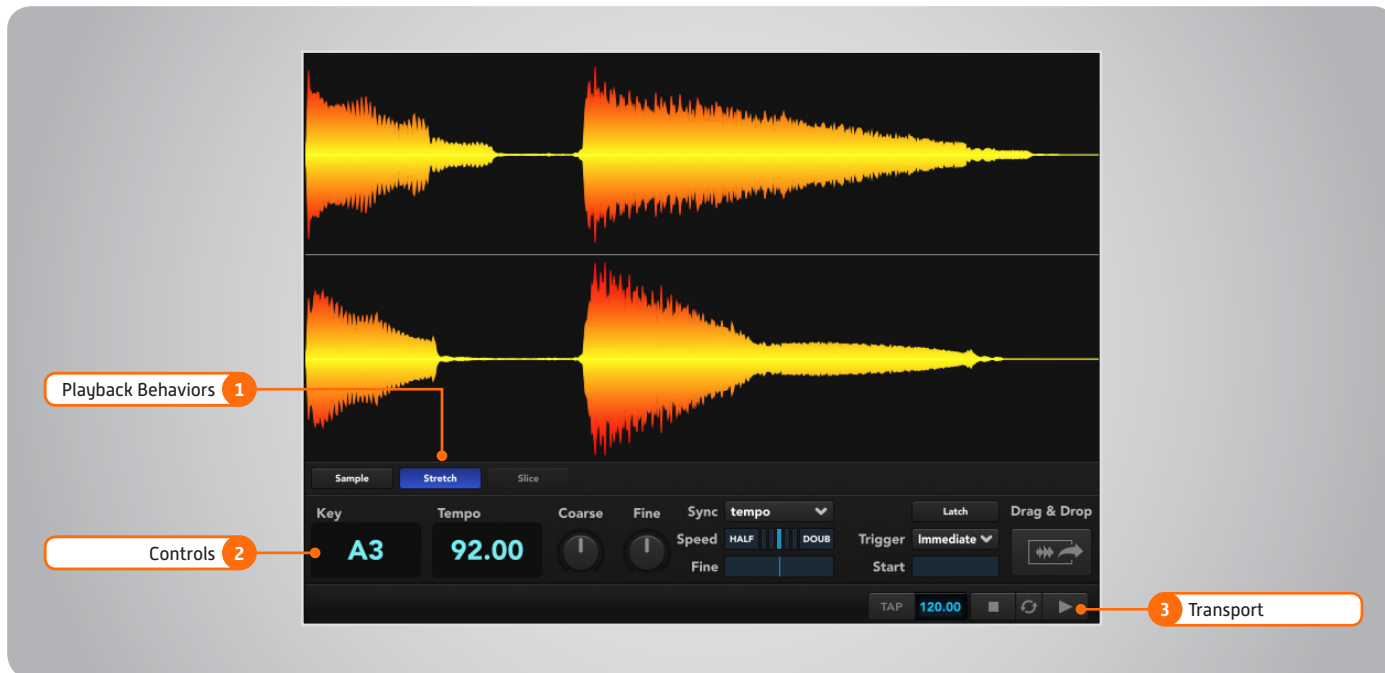 Playback Behaviors 1
Sample Stretch Slice
Key Tempo Coarse Fine Sync tempo Latch Drag & Drop
A3 92.00 Speed HALF DOUB Trigger Immediate
Controls 2
Fine Start
TAP 120.00
3 Transport